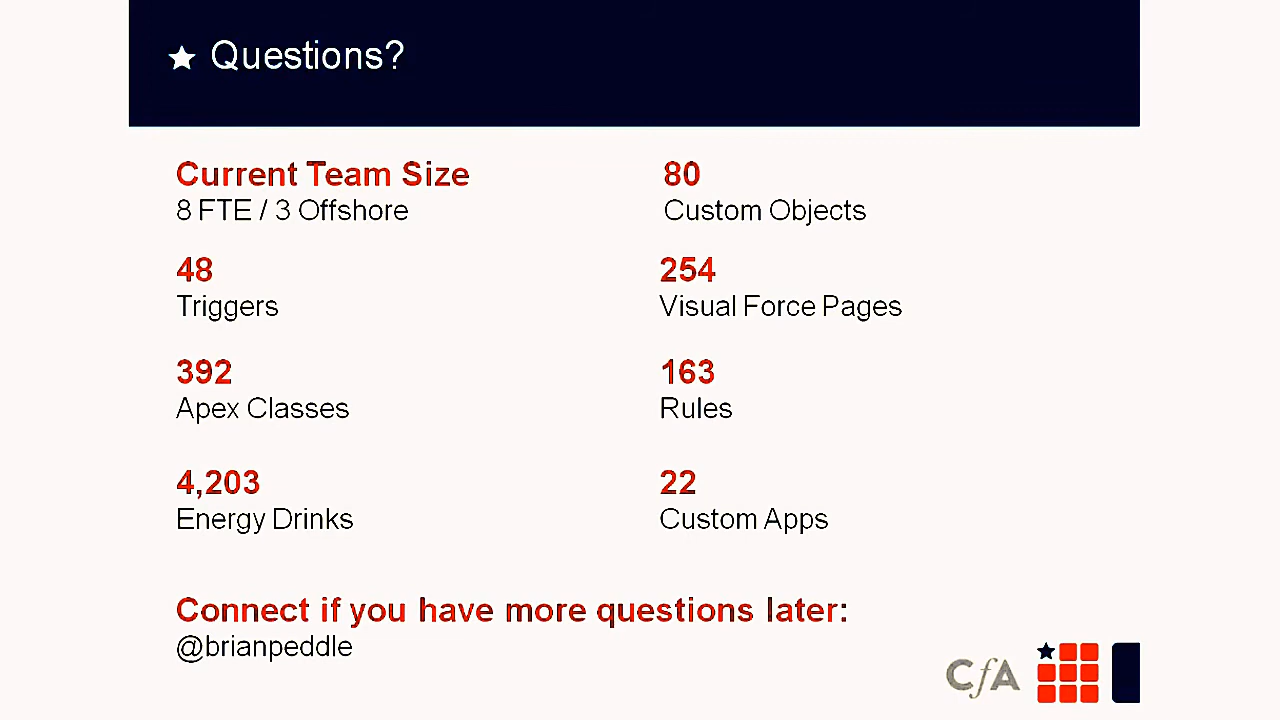 Questions?
Current Team Size
8 FTE / 3 Offshore
80
Custom Objects
48
Triggers
254
Visual Force Pages
392
Apex Classes
163
Rules
4,203
Energy Drinks
22
Custom Apps
Connect if you have more questions later:
@brianpeddle
CfA